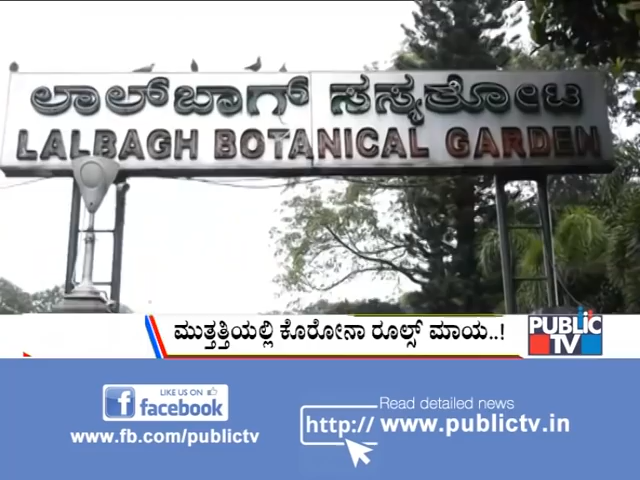 ಲಾಲ್‌ಬಾಗ್ ಸಸ್ಯತೋಟ
LALBAGH BOTANICAL GARDEN
ಮುತ್ತತ್ತಿಯಲ್ಲಿ ಕೊರೋನಾ ರೂಲ್ಸ್ ಮಾಯ..!
PUBLIC
TV
LIKE US ON
facebook
www.fb.com/publictv
Read detailed news
http:// www.publictv.in